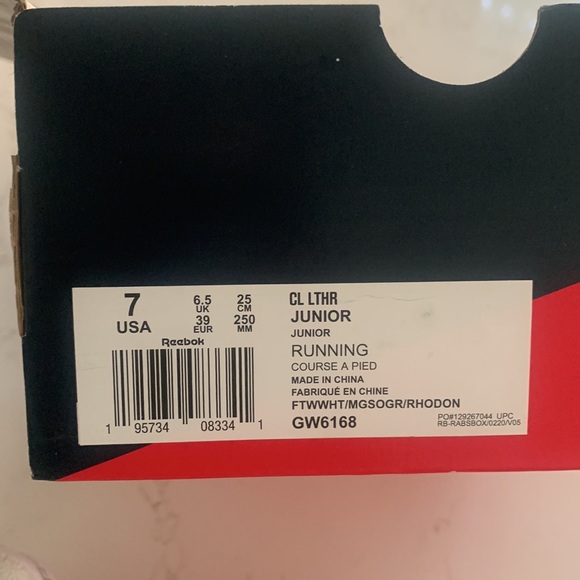 7
USA
6.5
UK
39
EUR
25
CM
250
MM
Reebok
1 95734 08334 1
CL LTHR
JUNIOR
JUNIOR
RUNNING
COURSE A PIED
MADE IN CHINA
FABRIQUÉ EN CHINE
FTWWHT/MGSOGR/RHODON
GW6168
PO#129267044 UPC
RB-RABSBOX/0220/V05